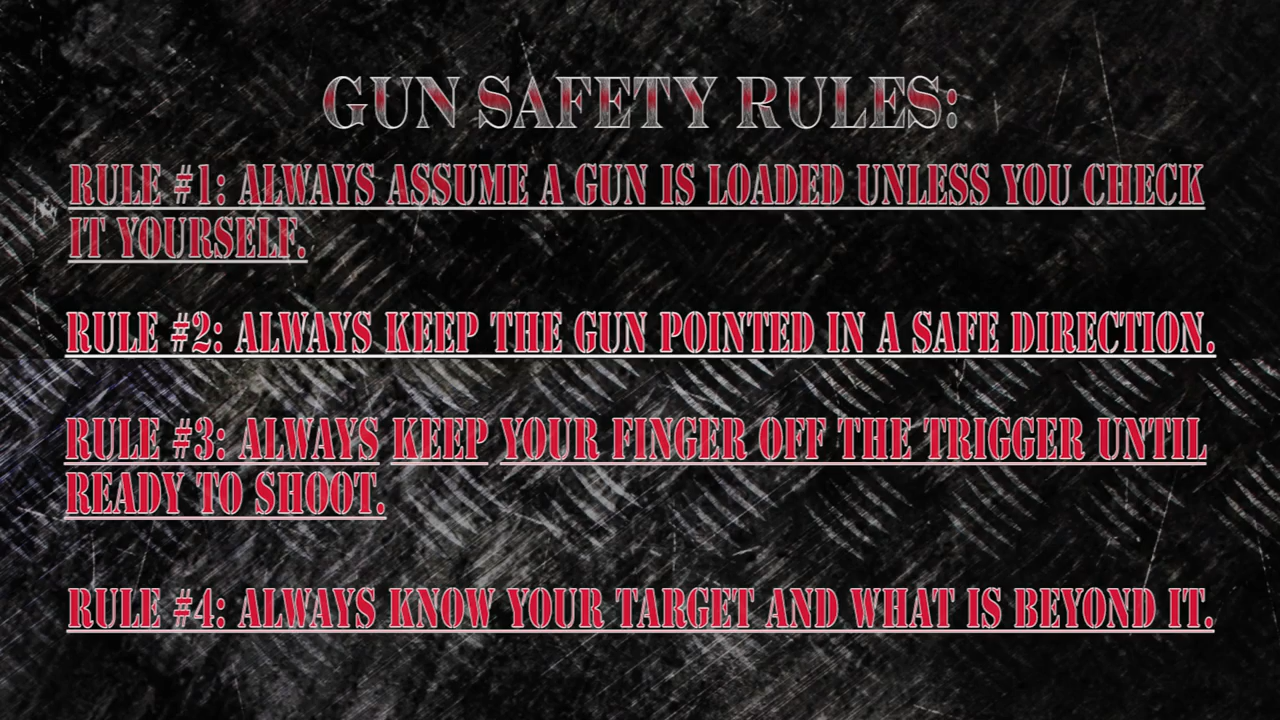 GUN SAFETY RULES:
RULE #1: ALWAYS ASSUME A GUN IS LOADED UNLESS YOU CHECK
IT YOURSELF.
RULE #2: ALWAYS KEEP THE GUN POINTED IN A SAFE DIRECTION.
RULE #3: ALWAYS KEEP YOUR FINGER OFF THE TRIGGER UNTIL
READY TO SHOOT.
RULE #4: ALWAYS KNOW YOUR TARGET AND WHAT IS BEYOND IT.